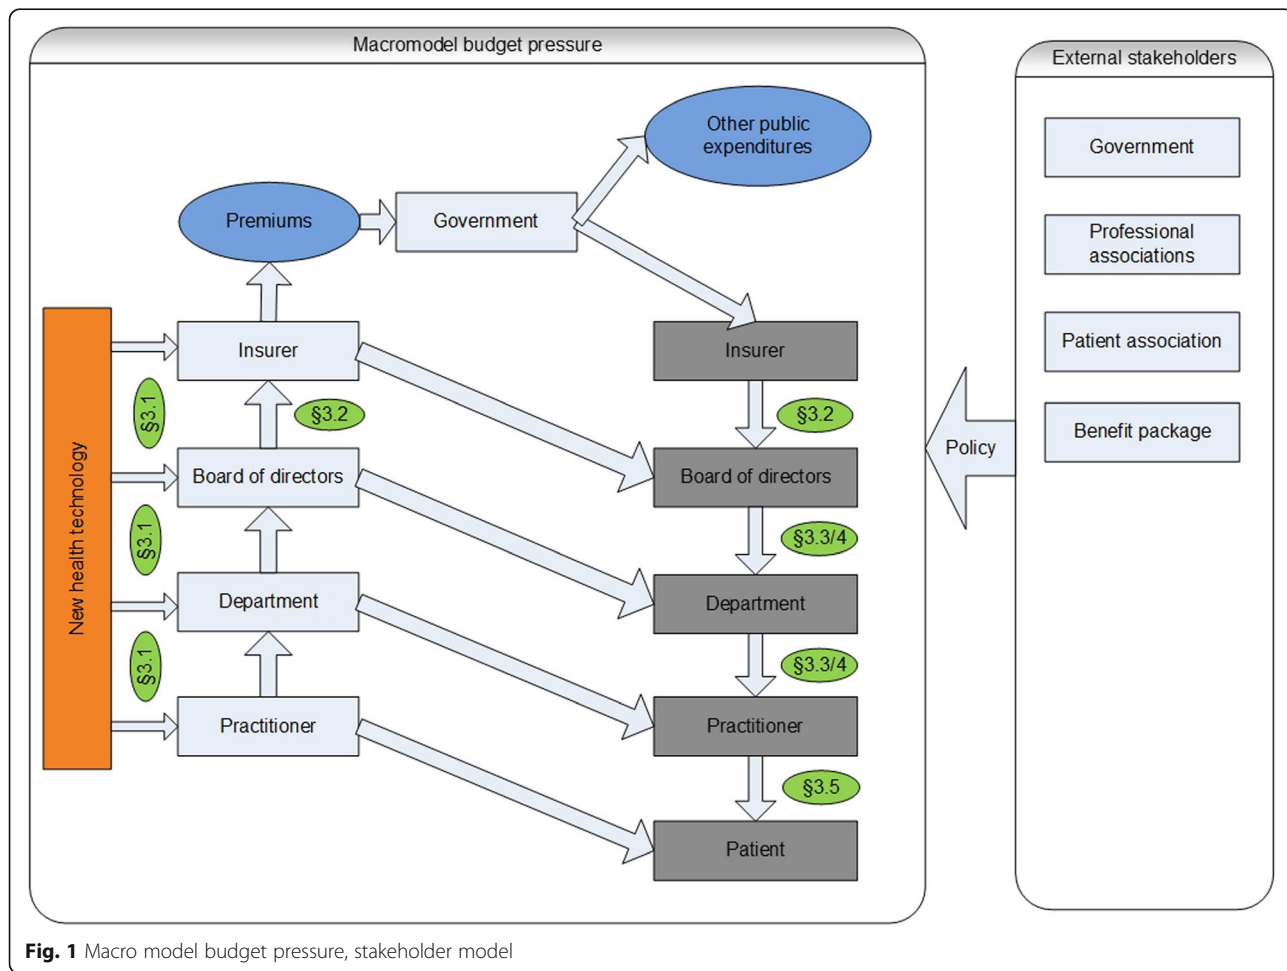 Macromodel budget pressure
External stakeholders
Other public
expenditures
Government
Premiums
Government
Professional
associations
Insurer
Insurer
Patient association
§3.1
§3.2
§3.2
Benefit package
Policy
New health technology
Board of directors
Board of directors
§3.1
§3.3/4
Department
Department
§3.1
§3.3/4
Practitioner
Practitioner
§3.5
Patient
Fig. 1 Macro model budget pressure, stakeholder model